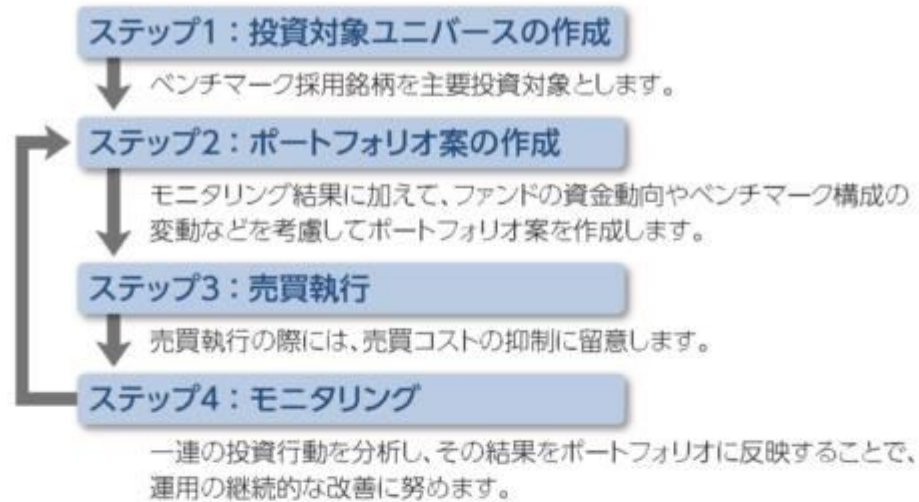 ステップ1：投資対象ユニバースの作成
ベンチマーク採用銘柄を主要投資対象とします。
ステップ2：ポートフォリオ案の作成
モニタリング結果に加えて、ファンドの資金動向やベンチマーク構成の
変動などを考慮してポートフォリオ案を作成します。
ステップ3：売買執行
売買執行の際には、売買コストの抑制に留意します。
ステップ4：モニタリング
一連の投資行動を分析し、その結果をポートフォリオに反映することで、
運用の継続的な改善に努めます。